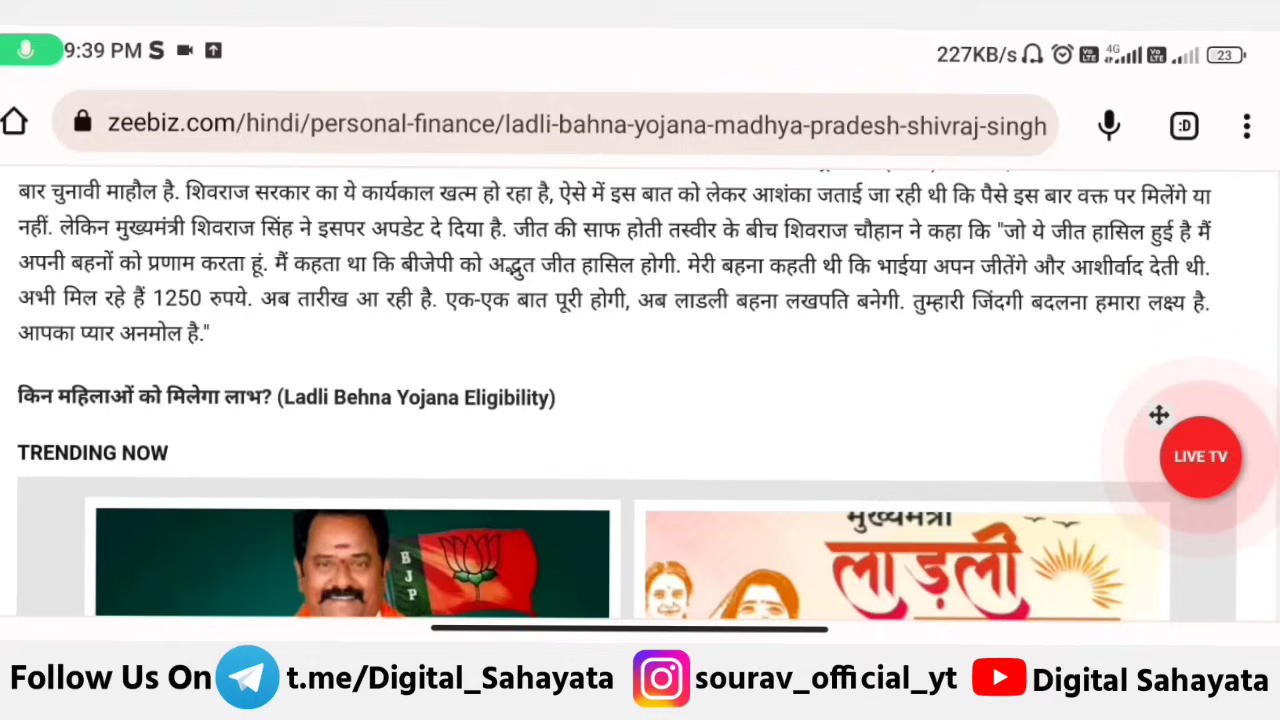 9:39 PM S
227KB/s 4G 23
zeebiz.com/hindi/personal-finance/ladli-bahna-yojana-madhya-pradesh-shivraj-singh
:D
बार चुनावी माहौल है. शिवराज सरकार का ये कार्यकाल खत्म हो रहा है, ऐसे में इस बात को लेकर आशंका जताई जा रही थी कि पैसे इस बार वक्त पर मिलेंगे या
नहीं. लेकिन मुख्यमंत्री शिवराज सिंह ने इसपर अपडेट दे दिया है. जीत की साफ होती तस्वीर के बीच शिवराज चौहान ने कहा कि "जो ये जीत हासिल हुई है मैं
अपनी बहनों को प्रणाम करता हूं. मैं कहता था कि बीजेपी को अद्भुत जीत हासिल होगी. मेरी बहना कहती थी कि भाईया अपन जीतेंगे और आशीर्वाद देती थी.
अभी मिल रहे हैं 1250 रुपये. अब तारीख आ रही है. एक-एक बात पूरी होगी, अब लाडली बहना लखपति बनेगी. तुम्हारी जिंदगी बदलना हमारा लक्ष्य है.
आपका प्यार अनमोल है."
किन महिलाओं को मिलेगा लाभ? (Ladli Behna Yojana Eligibility)
TRENDING NOW
LIVE TV
BJP
मुख्यमंत्री
लाड़ली
Follow Us On t.me/Digital_Sahayata sourav_official_yt Digital Sahayata